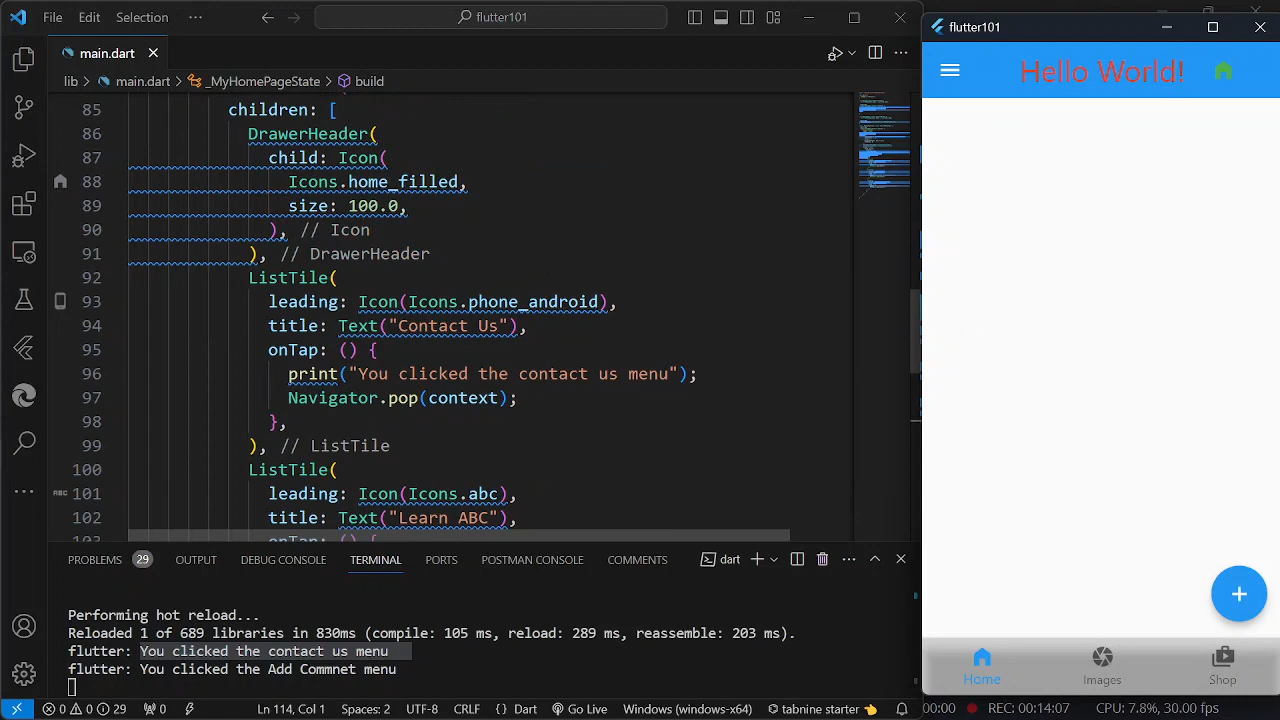 File Edit Selection ··· flutter101
main.dart
lib > main.dart > _MyHomePageState > build
85 children: [
86 DrawerHeader(
87 child: Icon(
88 Icons.home_filled,
89 size: 100.0,
90 ), // Icon
91 ), // DrawerHeader
92 ListTile(
93 leading: Icon(Icons.phone_android),
94 title: Text("Contact Us"),
95 onTap: () {
96 print("You clicked the contact us menu");
97 Navigator.pop(context);
98 },
99 ), // ListTile
100 ListTile(
101 leading: Icon(Icons.abc),
102 title: Text("Learn ABC"),
103 onTap: () {
PROBLEMS 29 OUTPUT DEBUG CONSOLE TERMINAL PORTS POSTMAN CONSOLE COMMENTS dart
Performing hot reload...
Reloaded 1 of 689 libraries in 830ms (compile: 105 ms, reload: 289 ms, reassemble: 203 ms).
flutter: You clicked the contact us menu
flutter: You clicked the Add Commnet menu
0 0 29 0 Ln 114, Col 1 Spaces: 2 UTF-8 CRLF {} Dart Go Live Windows (windows-x64) tabnine starter
flutter101
Hello World!
ABC
Home Images Shop
00:00 REC: 00:14:07 CPU: 7.8%, 30.00 fps